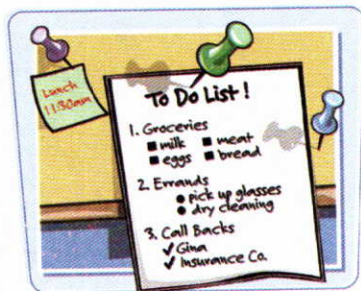 Lunch
11:30am
To Do List!
1. Groceries
■ milk ■ meat
■ eggs ■ bread
2. Errands
● pick up glasses
● dry cleaning
3. Call Backs
✓ Gina
✓ Insurance Co.